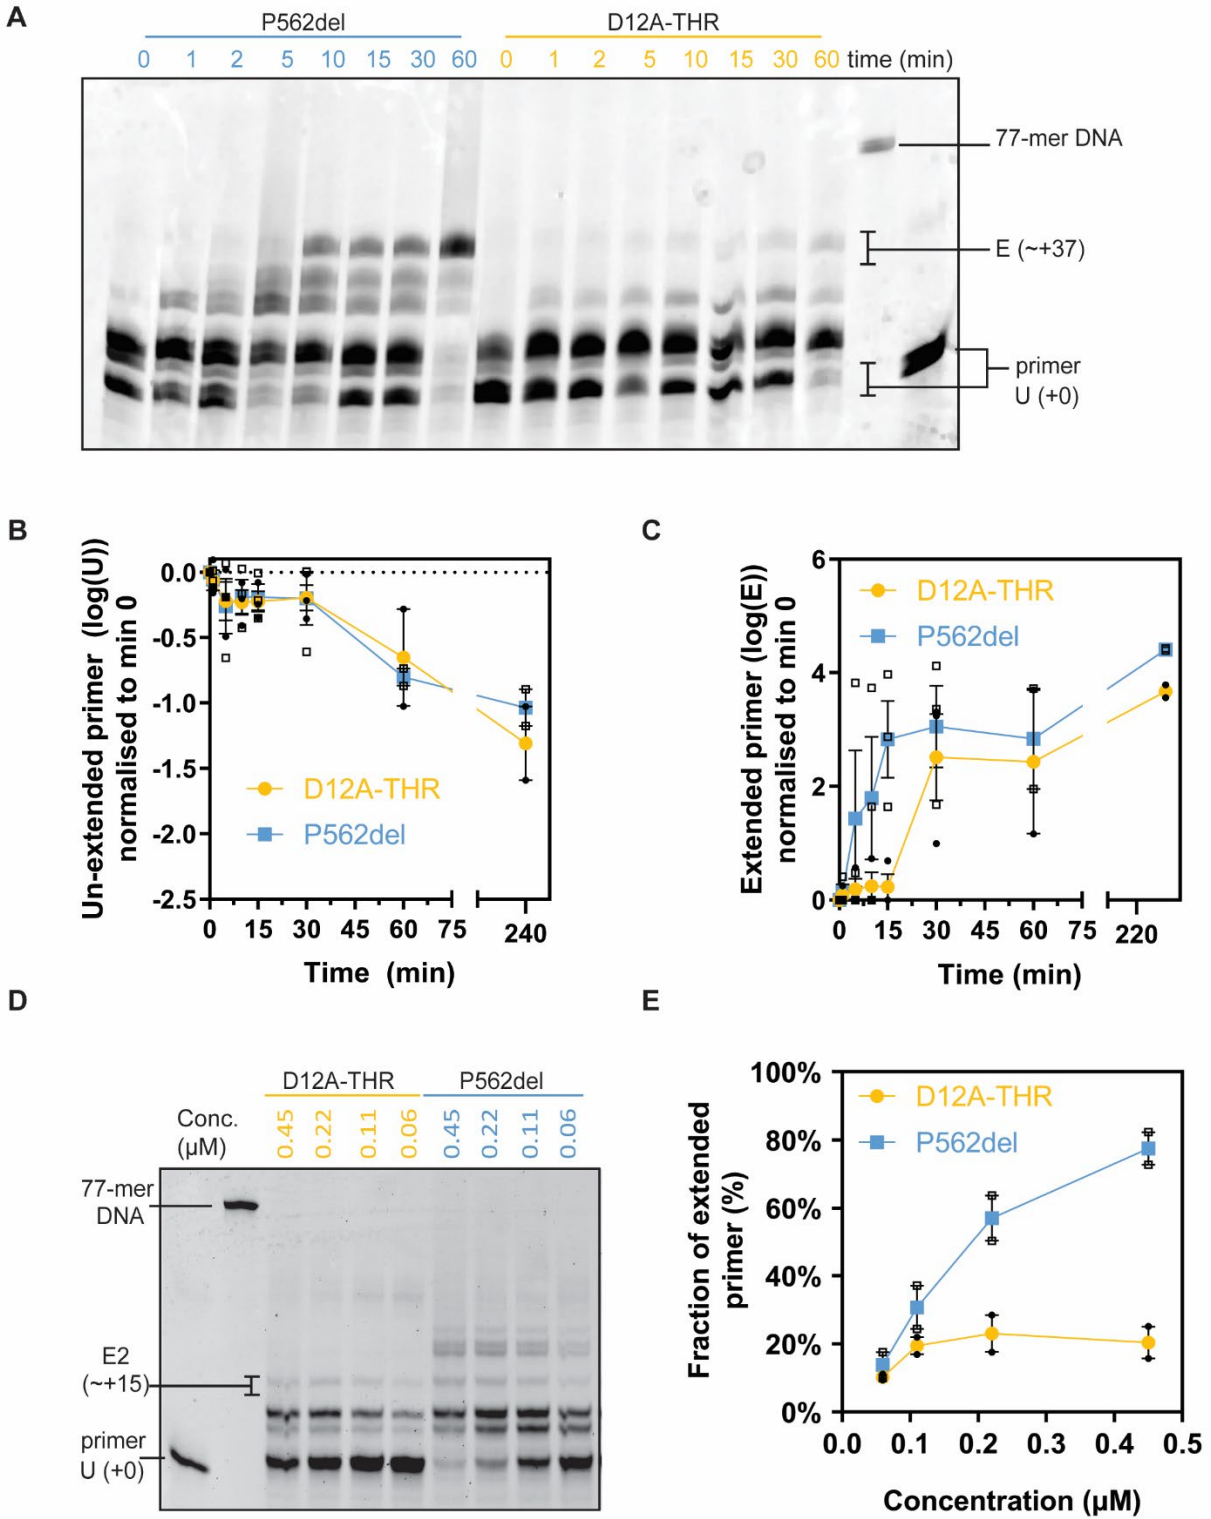 A
P562del D12A-THR
0 1 2 5 10 15 30 60 0 1 2 5 10 15 30 60 time (min)
77-mer DNA
E (~+37)
primer
U (+0)
B
Un-extended primer (log(U))
normalised to min 0
0.0
-0.5
-1.0
-1.5
-2.0
-2.5
D12A-THR
P562del
0 15 30 45 60 75 240
Time (min)
C
Extended primer (log(E))
normalised to min 0
6
4
2
0
D12A-THR
P562del
0 15 30 45 60 75 220
Time (min)
D
D12A-THR P562del
Conc.
(µM)
0.45 0.22 0.11 0.06 0.45 0.22 0.11 0.06
77-mer
DNA
E2
(~+15)
primer
U (+0)
E
Fraction of extended
primer (%)
100%
80%
60%
40%
20%
0%
D12A-THR
P562del
0.0 0.1 0.2 0.3 0.4 0.5
Concentration (µM)